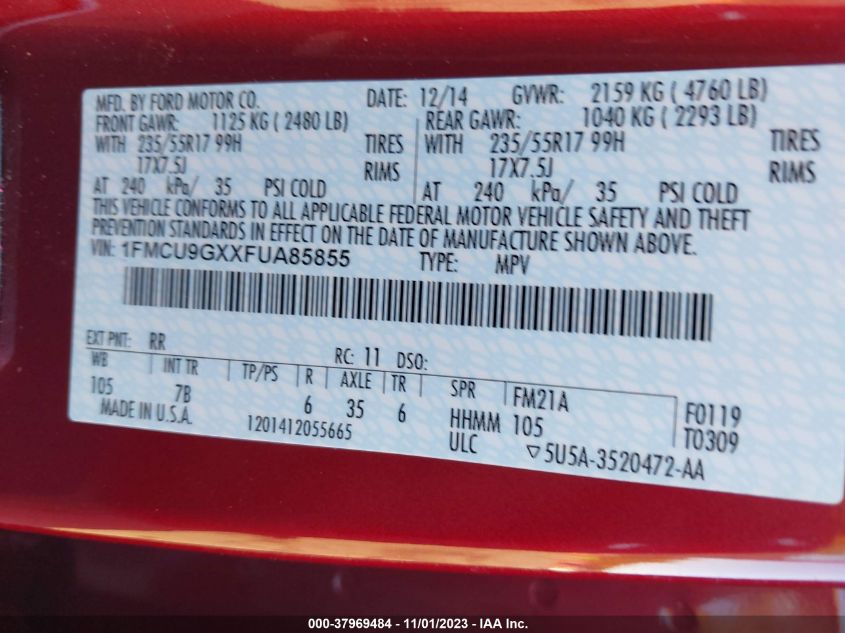 MFD. BY FORD MOTOR CO. DATE: 12/14 GVWR: 2159 KG ( 4760 LB)
FRONT GAWR: 1125 KG ( 2480 LB) REAR GAWR: 1040 KG ( 2293 LB)
WITH 235/55R17 99H TIRES WITH 235/55R17 99H TIRES
17X7.5J RIMS 17X7.5J RIMS
AT 240 kPa/ 35 PSI COLD AT 240 kPa/ 35 PSI COLD
THIS VEHICLE CONFORMS TO ALL APPLICABLE FEDERAL MOTOR VEHICLE SAFETY AND THEFT
PREVENTION STANDARDS IN EFFECT ON THE DATE OF MANUFACTURE SHOWN ABOVE.
VIN: 1FMCU9GXXFUA85855 TYPE: MPV
EXT PNT: RR RC: 11 DSO:
WB INT TR TP/PS R AXLE TR SPR FM21A F0119
105 7B 6 35 6 HHMM 105 T0309
MADE IN U.S.A. 1201412055665 ULC ▽5U5A-3520472-AA
000-37969484 - 11/01/2023 - IAA Inc.